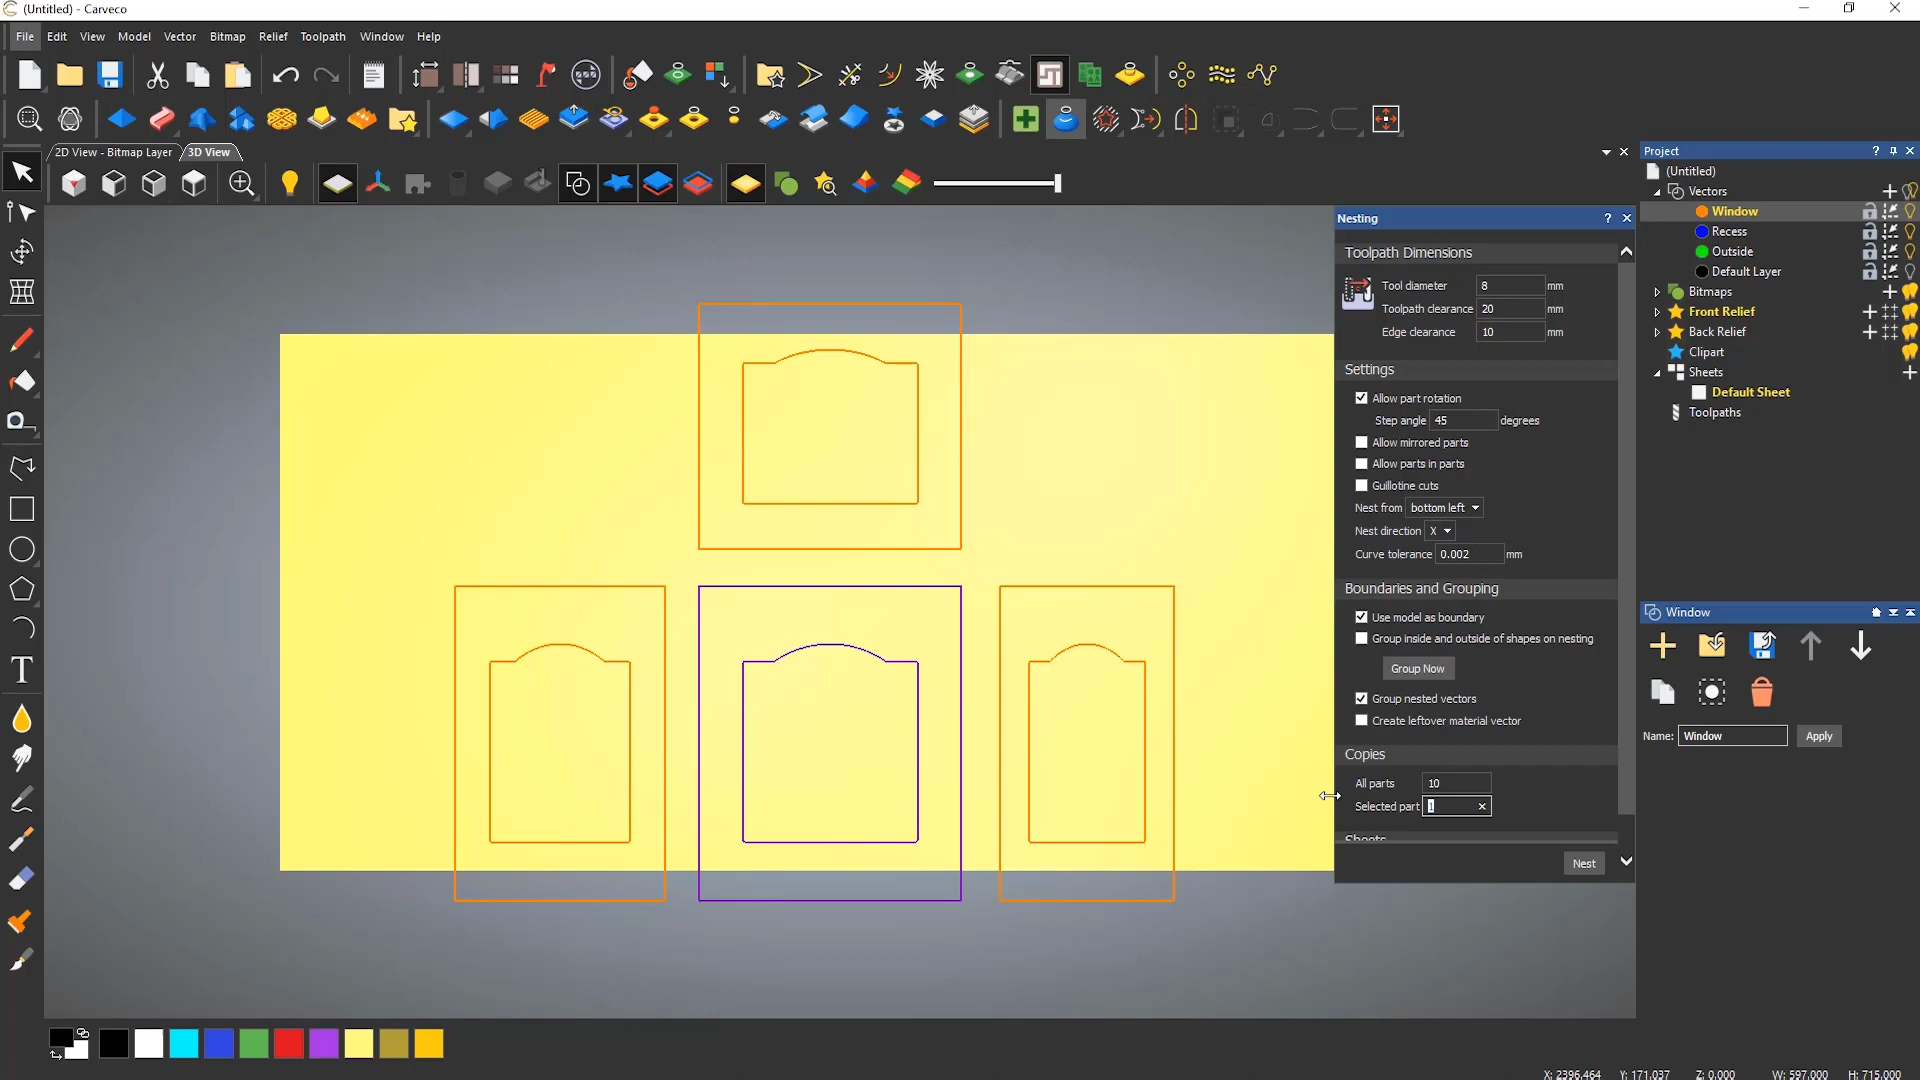 (Untitled) - Carveco
File Edit View Model Vector Bitmap Relief Toolpath Window Help
2D View - Bitmap Layer 3D View
Nesting ?
Toolpath Dimensions
Tool diameter 8 mm
Toolpath clearance 20 mm
Edge clearance 10 mm
Settings
Allow part rotation
Step angle 45 degrees
Allow mirrored parts
Allow parts in parts
Guillotine cuts
Nest from bottom left
Nest direction X
Curve tolerance 0.002 mm
Boundaries and Grouping
Use model as boundary
Group inside and outside of shapes on nesting
Group Now
Group nested vectors
Create leftover material vector
Copies
All parts 10
Selected part 1
Sheets
Nest
Project ?
(Untitled)
Vectors
Window
Recess
Outside
Default Layer
Bitmaps
Front Relief
Back Relief
Clipart
Sheets
Default Sheet
Toolpaths
Window
Name: Window Apply
T
X: 2396.464 Y: 171.037 Z: 0.000 W: 597.000 H: 715.000